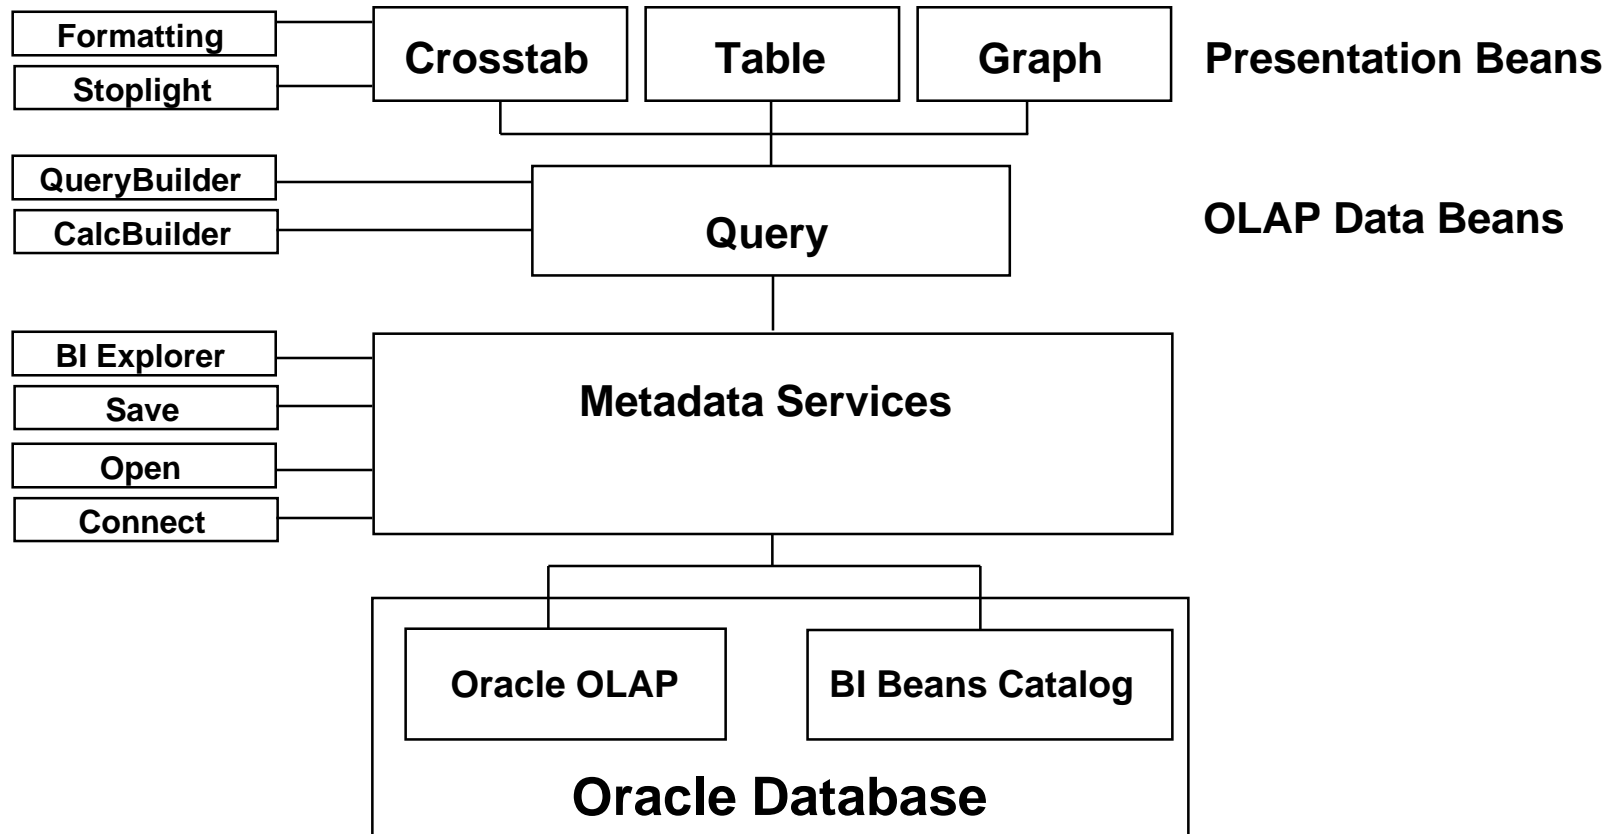 Formatting
Stoplight
Crosstab
Table
Graph
Presentation Beans
QueryBuilder
CalcBuilder
Query
OLAP Data Beans
BI Explorer
Save
Open
Connect
Metadata Services
Oracle OLAP
BI Beans Catalog
Oracle Database